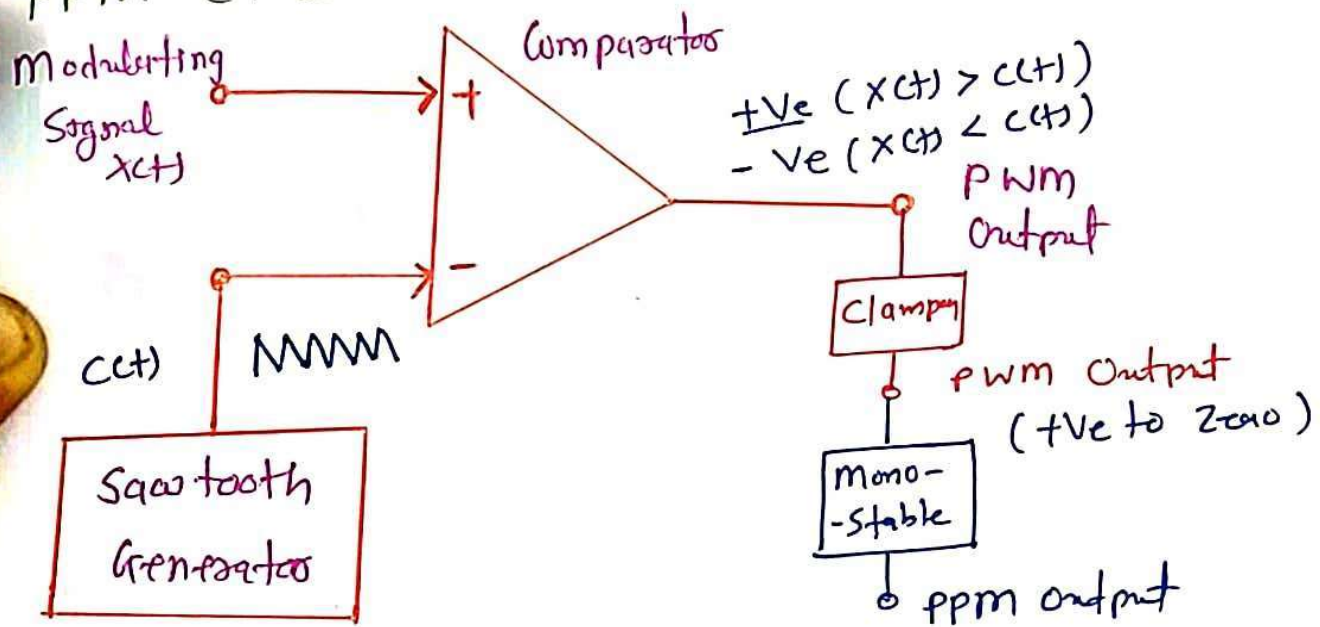 Modulating
Signal
x(t)
Comparator
+
-
+Ve (x(t) > c(t))
- Ve (x(t) < c(t))
PWM
Output
Clamper
PWM Output
(+Ve to Zero)
c(t)
Sawtooth
Generator
Mono-
-Stable
PPM output